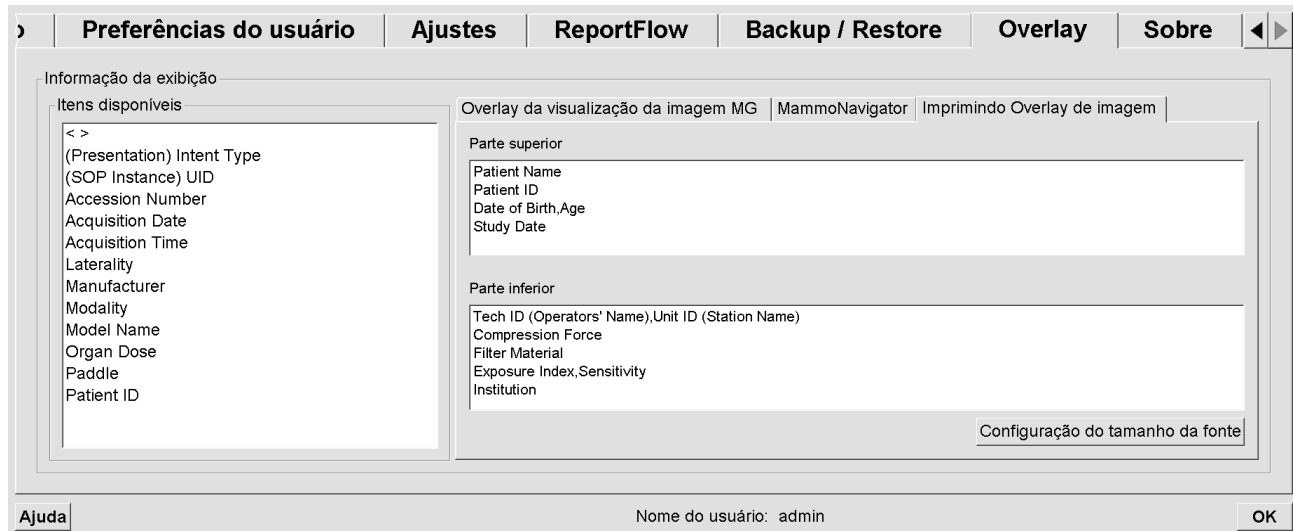 Preferências do usuário
Ajustes
ReportFlow
Backup / Restore
Overlay
Sobre
Informação da exibição
Itens disponíveis
< >
(Presentation) Intent Type
(SOP Instance) UID
Accession Number
Acquisition Date
Acquisition Time
Laterality
Manufacturer
Modality
Model Name
Organ Dose
Paddle
Patient ID
Overlay da visualização da imagem MG
MammoNavigator
Imprimindo Overlay de imagem
Parte superior
Patient Name
Patient ID
Date of Birth,Age
Study Date
Parte inferior
Tech ID (Operators' Name),Unit ID (Station Name)
Compression Force
Filter Material
Exposure Index,Sensitivity
Institution
Configuração do tamanho da fonte
Ajuda
Nome do usuário: admin
OK